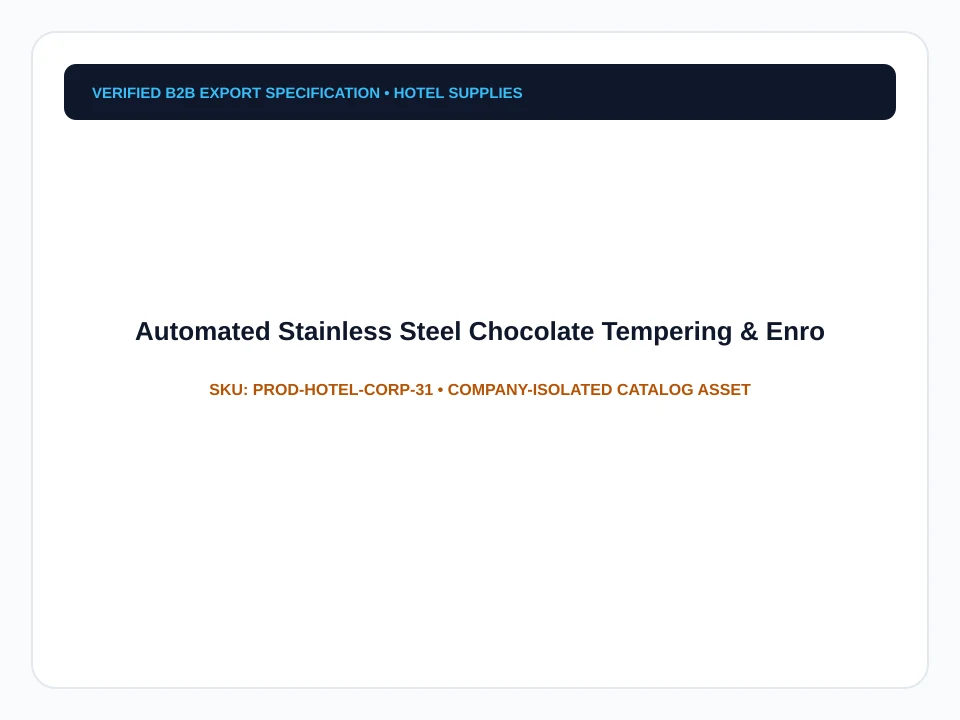 VERIFIED B2B EXPORT SPECIFICATION • HOTEL SUPPLIES
Automated Stainless Steel Chocolate Tempering & Enro
SKU: PROD-HOTEL-CORP-31 • COMPANY-ISOLATED CATALOG ASSET